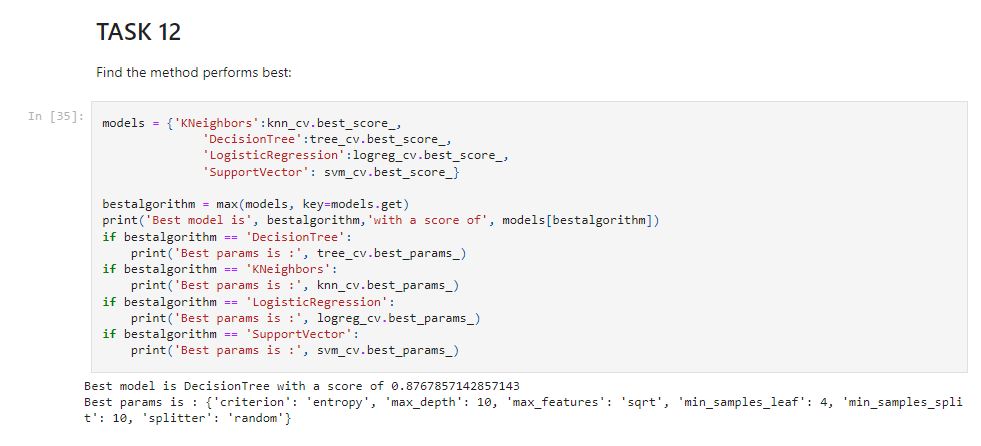 TASK 12
Find the method performs best:
In [35]:
models = {'KNeighbors':knn_cv.best_score_,
'DecisionTree':tree_cv.best_score_,
'LogisticRegression':logreg_cv.best_score_,
'SupportVector': svm_cv.best_score_}
bestalgorithm = max(models, key=models.get)
print('Best model is', bestalgorithm,'with a score of', models[bestalgorithm])
if bestalgorithm == 'DecisionTree':
print('Best params is :', tree_cv.best_params_)
if bestalgorithm == 'KNeighbors':
print('Best params is :', knn_cv.best_params_)
if bestalgorithm == 'LogisticRegression':
print('Best params is :', logreg_cv.best_params_)
if bestalgorithm == 'SupportVector':
print('Best params is :', svm_cv.best_params_)
Best model is DecisionTree with a score of 0.8767857142857143
Best params is : {'criterion': 'entropy', 'max_depth': 10, 'max_features': 'sqrt', 'min_samples_leaf': 4, 'min_samples_spli
t': 10, 'splitter': 'random'}